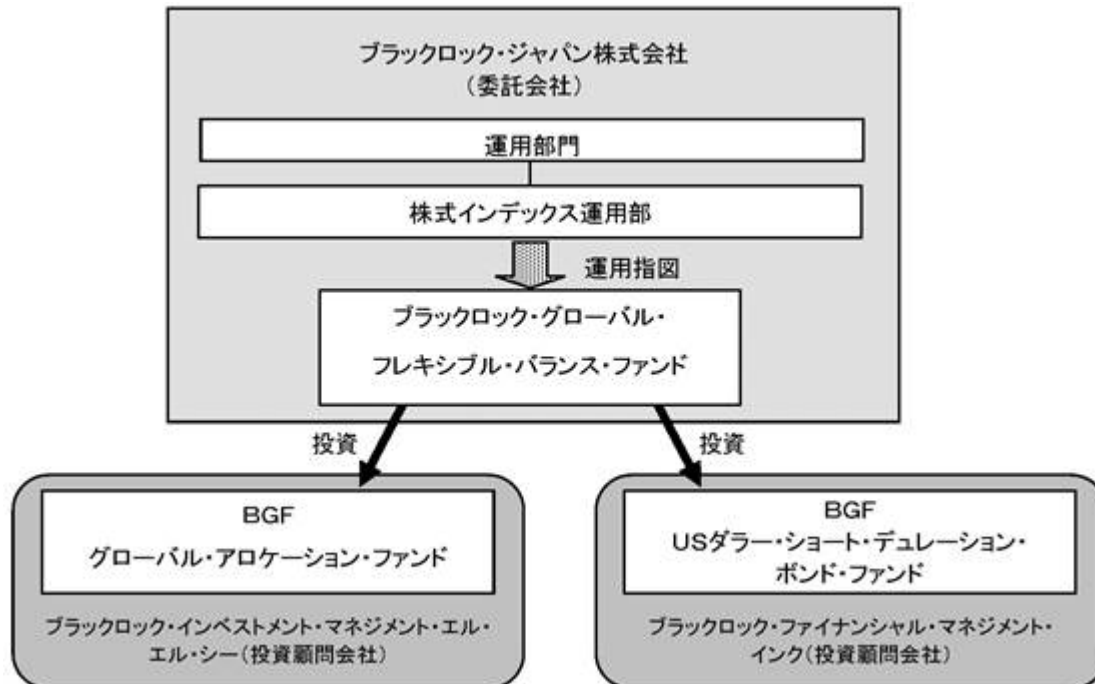 ブラックロック・ジャパン株式会社
（委託会社）
運用部門
株式インデックス運用部
運用指図
ブラックロック・グローバル・
フレキシブル・バランス・ファンド
投資
投資
BGF
グローバル・アロケーション・ファンド
ブラックロック・インベストメント・マネジメント・エル・
エル・シー（投資顧問会社）
BGF
USダラー・ショート・デュレーション・
ボンド・ファンド
ブラックロック・ファイナンシャル・マネジメント・
インク（投資顧問会社）